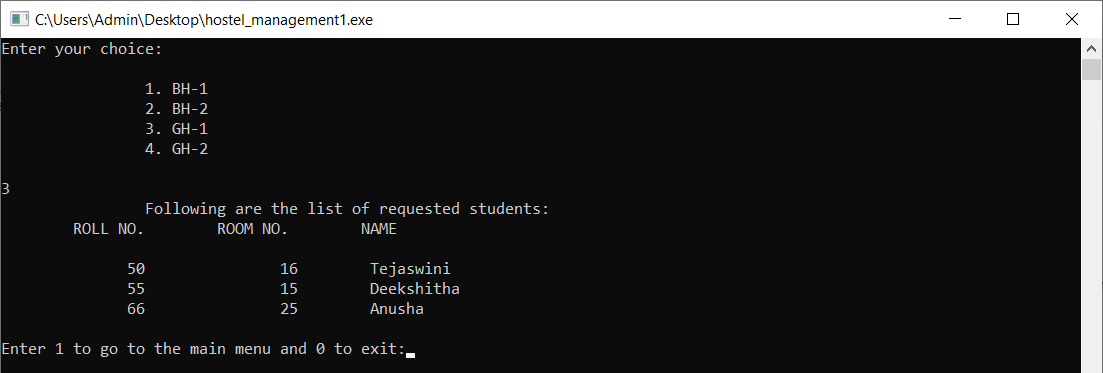 C:\Users\Admin\Desktop\hostel_management1.exe
Enter your choice:
1. BH-1
2. BH-2
3. GH-1
4. GH-2
3
Following are the list of requested students:
ROLL NO. ROOM NO. NAME
50 16 Tejaswini
55 15 Deekshitha
66 25 Anusha
Enter 1 to go to the main menu and 0 to exit: